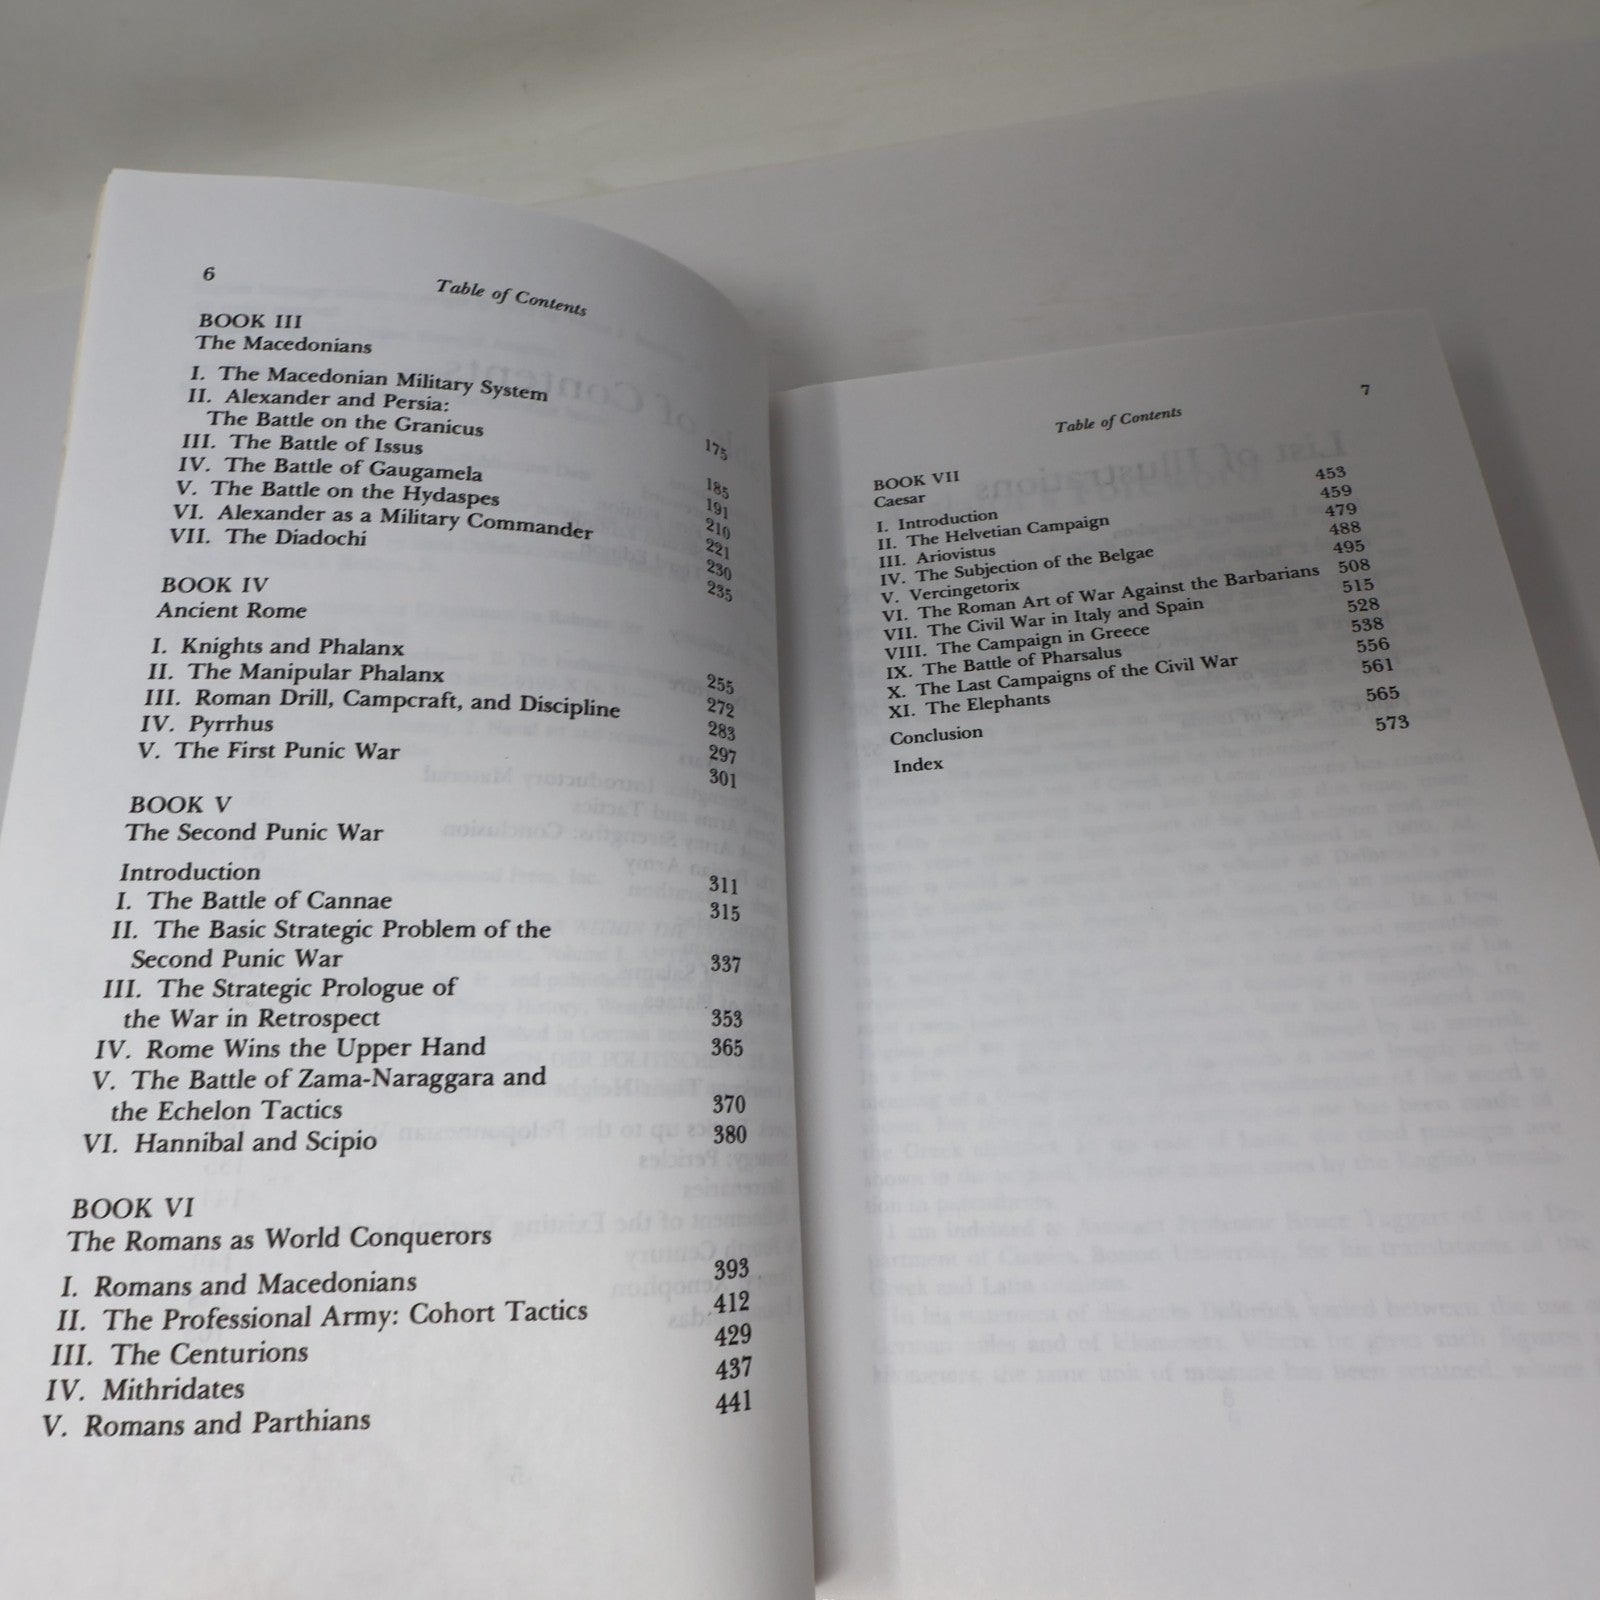 6 Table of Contents
BOOK III
The Macedonians
I. The Macedonian Military System 175
II. Alexander and Persia:
The Battle on the Granicus 185
III. The Battle of Issus 191
IV. The Battle of Gaugamela 210
V. The Battle on the Hydaspes 221
VI. Alexander as a Military Commander 230
VII. The Diadochi 235
BOOK IV
Ancient Rome
I. Knights and Phalanx 255
II. The Manipular Phalanx 272
III. Roman Drill, Campcraft, and Discipline 283
IV. Pyrrhus 297
V. The First Punic War 301
BOOK V
The Second Punic War
Introduction 311
I. The Battle of Cannae 315
II. The Basic Strategic Problem of the
Second Punic War 337
III. The Strategic Prologue of
the War in Retrospect 353
IV. Rome Wins the Upper Hand 365
V. The Battle of Zama-Naraggara and
the Echelon Tactics 370
VI. Hannibal and Scipio 380
BOOK VI
The Romans as World Conquerors
I. Romans and Macedonians 393
II. The Professional Army: Cohort Tactics 412
III. The Centurions 429
IV. Mithridates 437
V. Romans and Parthians 441
Table of Contents 7
BOOK VII
Caesar
I. Introduction 453
II. The Helvetian Campaign 459
III. Ariovistus 479
IV. The Subjection of the Belgae 488
V. Vercingetorix 495
VI. The Roman Art of War Against the Barbarians 508
VII. The Civil War in Italy and Spain 515
VIII. The Campaign in Greece 528
IX. The Battle of Pharsalus 538
X. The Last Campaigns of the Civil War 556
XI. The Elephants 561
Conclusion 565
Index 573